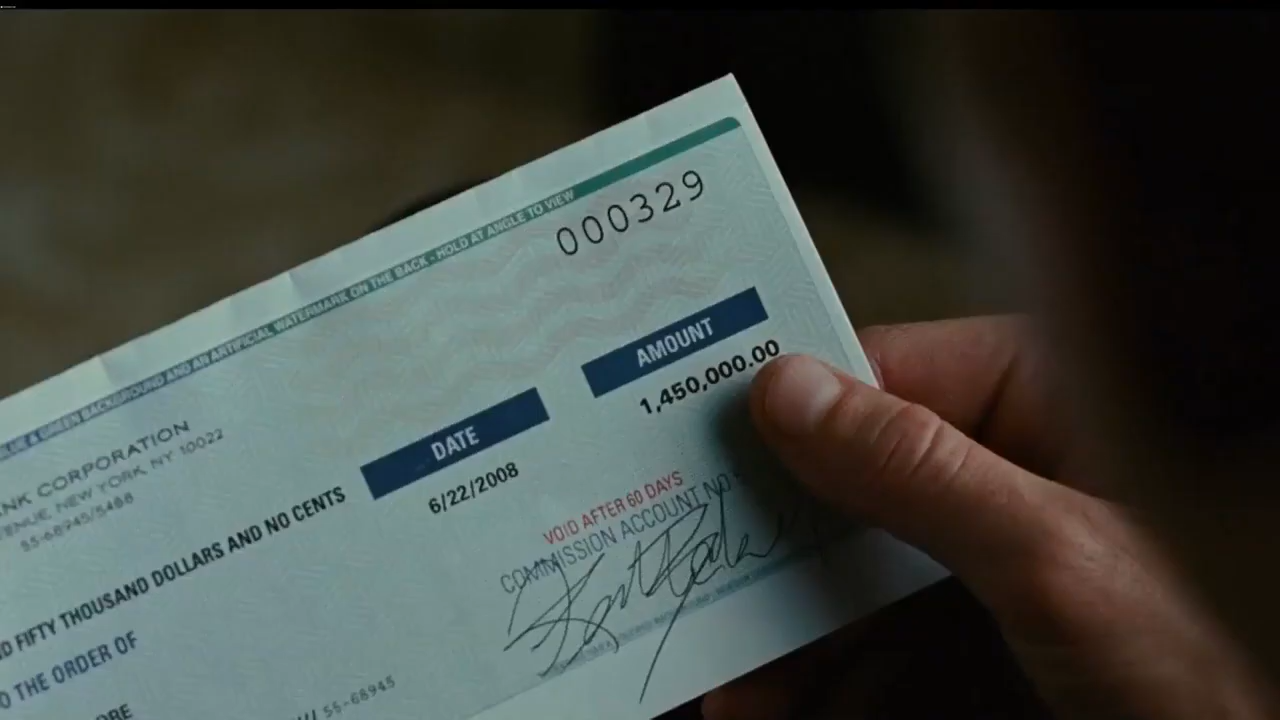 000329
BLUE & GREEN BACKGROUND AND AN ARTIFICIAL WATERMARK ON THE BACK - HOLD AT ANGLE TO VIEW
AMOUNT
1,450,000.00
DATE
6/22/2008
NK CORPORATION
ENUE, NEW YORK, NY 10022
55-68945/5488
D FIFTY THOUSAND DOLLARS AND NO CENTS
VOID AFTER 60 DAYS
COMMISSION ACCOUNT NO
O THE ORDER OF
ORE
55-68945